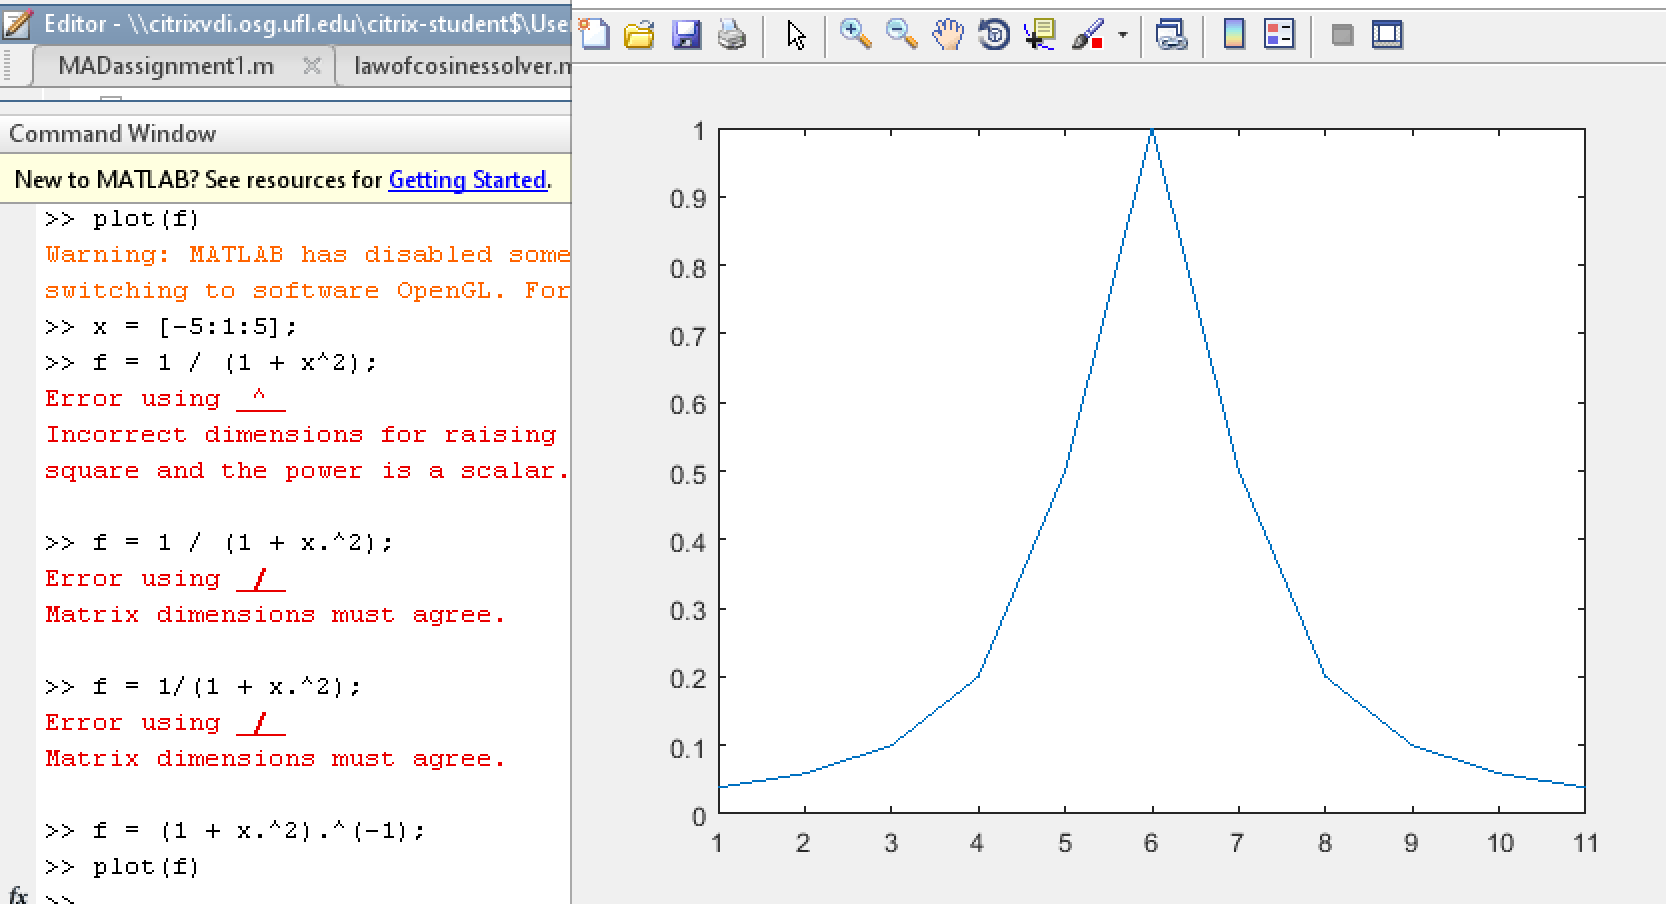 Editor - \\citrixvdi.osg.ufl.edu\citrix-student$\Use
MADassignment1.m
lawofcosinessolver.n
Command Window
New to MATLAB? See resources for Getting Started.
>> plot(f)
Warning: MATLAB has disabled some
switching to software OpenGL. For
>> x = [-5:1:5];
>> f = 1 / (1 + x^2);
Error using ^
Incorrect dimensions for raising
square and the power is a scalar.
>> f = 1 / (1 + x.^2);
Error using /
Matrix dimensions must agree.
>> f = 1/(1 + x.^2);
Error using /
Matrix dimensions must agree.
>> f = (1 + x.^2).^(-1);
>> plot(f)
fx >>
1
0.9
0.8
0.7
0.6
0.5
0.4
0.3
0.2
0.1
0
1 2 3 4 5 6 7 8 9 10 11